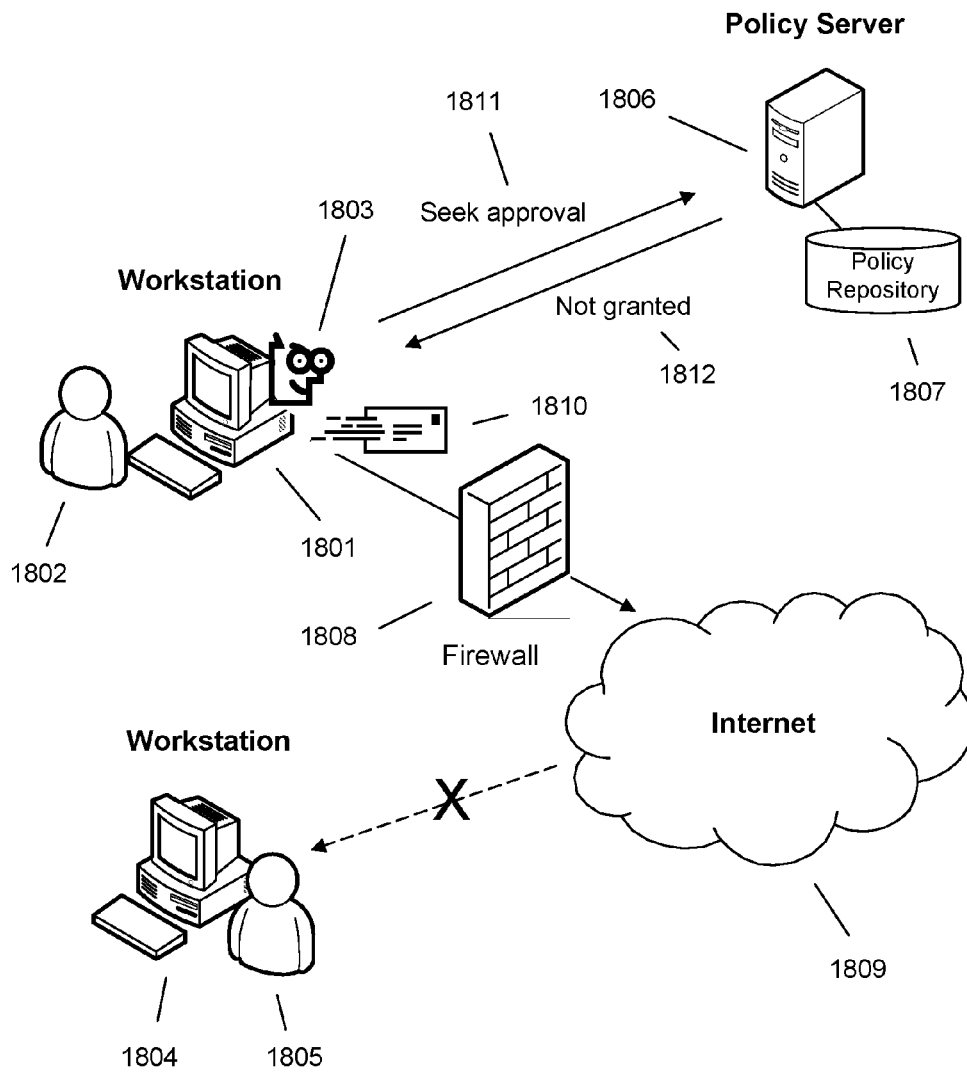 Policy Server
1811
1806
1803
Seek approval
Workstation
Policy
Repository
Not granted
1812
1807
1810
1801
1802
1808
Firewall
Internet
Workstation
1809
1804
1805